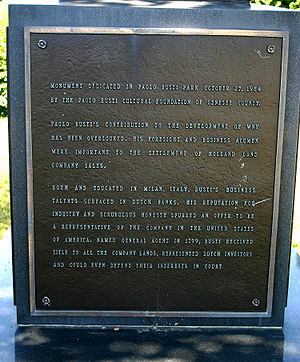 MONUMENT DEDICATED IN PAOLO BUSTI PARK OCTOBER 27, 1984
BY THE PAOLO BUSTI CULTURAL FOUNDATION OF GENESEE COUNTY.
PAOLO BUSTI'S CONTRIBUTION TO THE DEVELOPMENT OF WNY
HAS BEEN OVERLOOKED. HIS FORESIGHT AND BUSINESS ACUMEN
WERE IMPORTANT TO THE SETTLEMENT OF HOLLAND LAND
COMPANY SALES.
BORN AND EDUCATED IN MILAN, ITALY, BUSTI'S BUSINESS
TALENTS SURFACED IN DUTCH BANKS. HIS REPUTATION FOR
INDUSTRY AND SCRUPULOUS HONESTY SPURRED AN OFFER TO BE
A REPRESENTATIVE OF THE COMPANY IN THE UNITED STATES
OF AMERICA. NAMED GENERAL AGENT IN 1799, BUSTI RECEIVED
TITLE TO ALL THE COMPANY LANDS, REPRESENTED DUTCH INVESTORS
AND COULD EVEN DEFEND THEIR INTERESTS IN COURT.